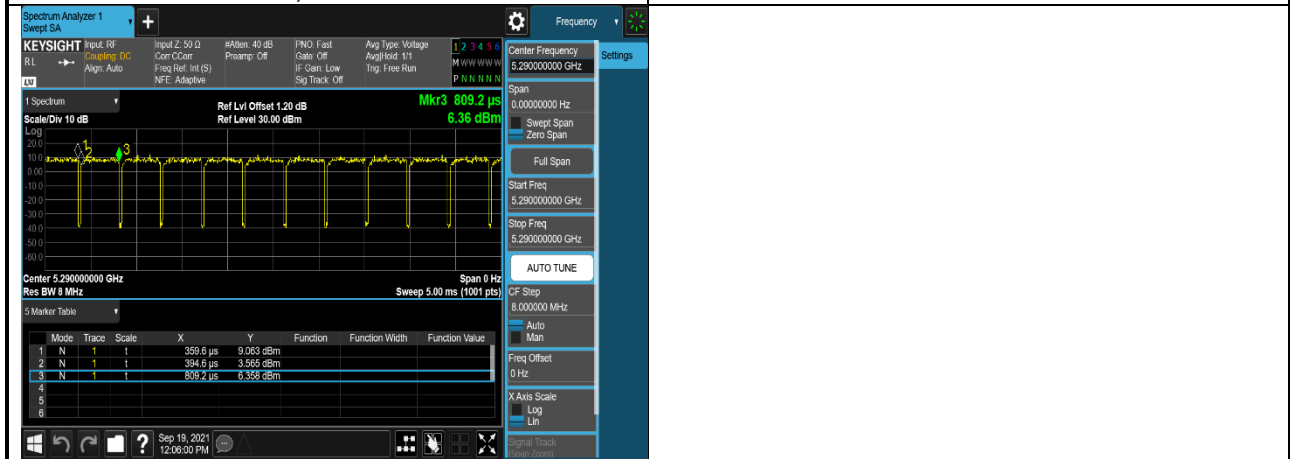 Spectrum Analyzer 1
Swept SA
+
Frequency
KEYSIGHT
RL
LXI
Input: RF
Coupling: DC
Align: Auto
Input Z: 50 Ω
Corr CCorr
Freq Ref: Int (S)
NFE: Adaptive
#Atten: 40 dB
Preamp: Off
PNO: Fast
Gate: Off
IF Gain: Low
Sig Track: Off
Avg Type: Voltage
Avg|Hold: 1/1
Trig: Free Run
1 2 3 4 5 6
M W W W W W
P N N N N N
Center Frequency
5.290000000 GHz
Settings
1 Spectrum
Scale/Div 10 dB
Ref Lvl Offset 1.20 dB
Ref Level 30.00 dBm
Mkr3 809.2 µs
6.36 dBm
Span
0.00000000 Hz
Swept Span
Zero Span
Full Span
Start Freq
5.290000000 GHz
Stop Freq
5.290000000 GHz
AUTO TUNE
CF Step
8.000000 MHz
Auto
Man
Freq Offset
0 Hz
X Axis Scale
Log
Lin
Signal Track
(Span Zoom)
Log
20.0
10.0
0.00
-10.0
-20.0
-30.0
-40.0
-50.0
-60.0
1
2
3
Center 5.290000000 GHz
Res BW 8 MHz
Span 0 Hz
Sweep 5.00 ms (1001 pts)
5 Marker Table
Mode Trace Scale X Y Function Function Width Function Value
1 N 1 t 359.6 µs 9.063 dBm
2 N 1 t 394.6 µs 3.565 dBm
3 N 1 t 809.2 µs 6.358 dBm
4
5
6
?
Sep 19, 2021
12:06:00 PM